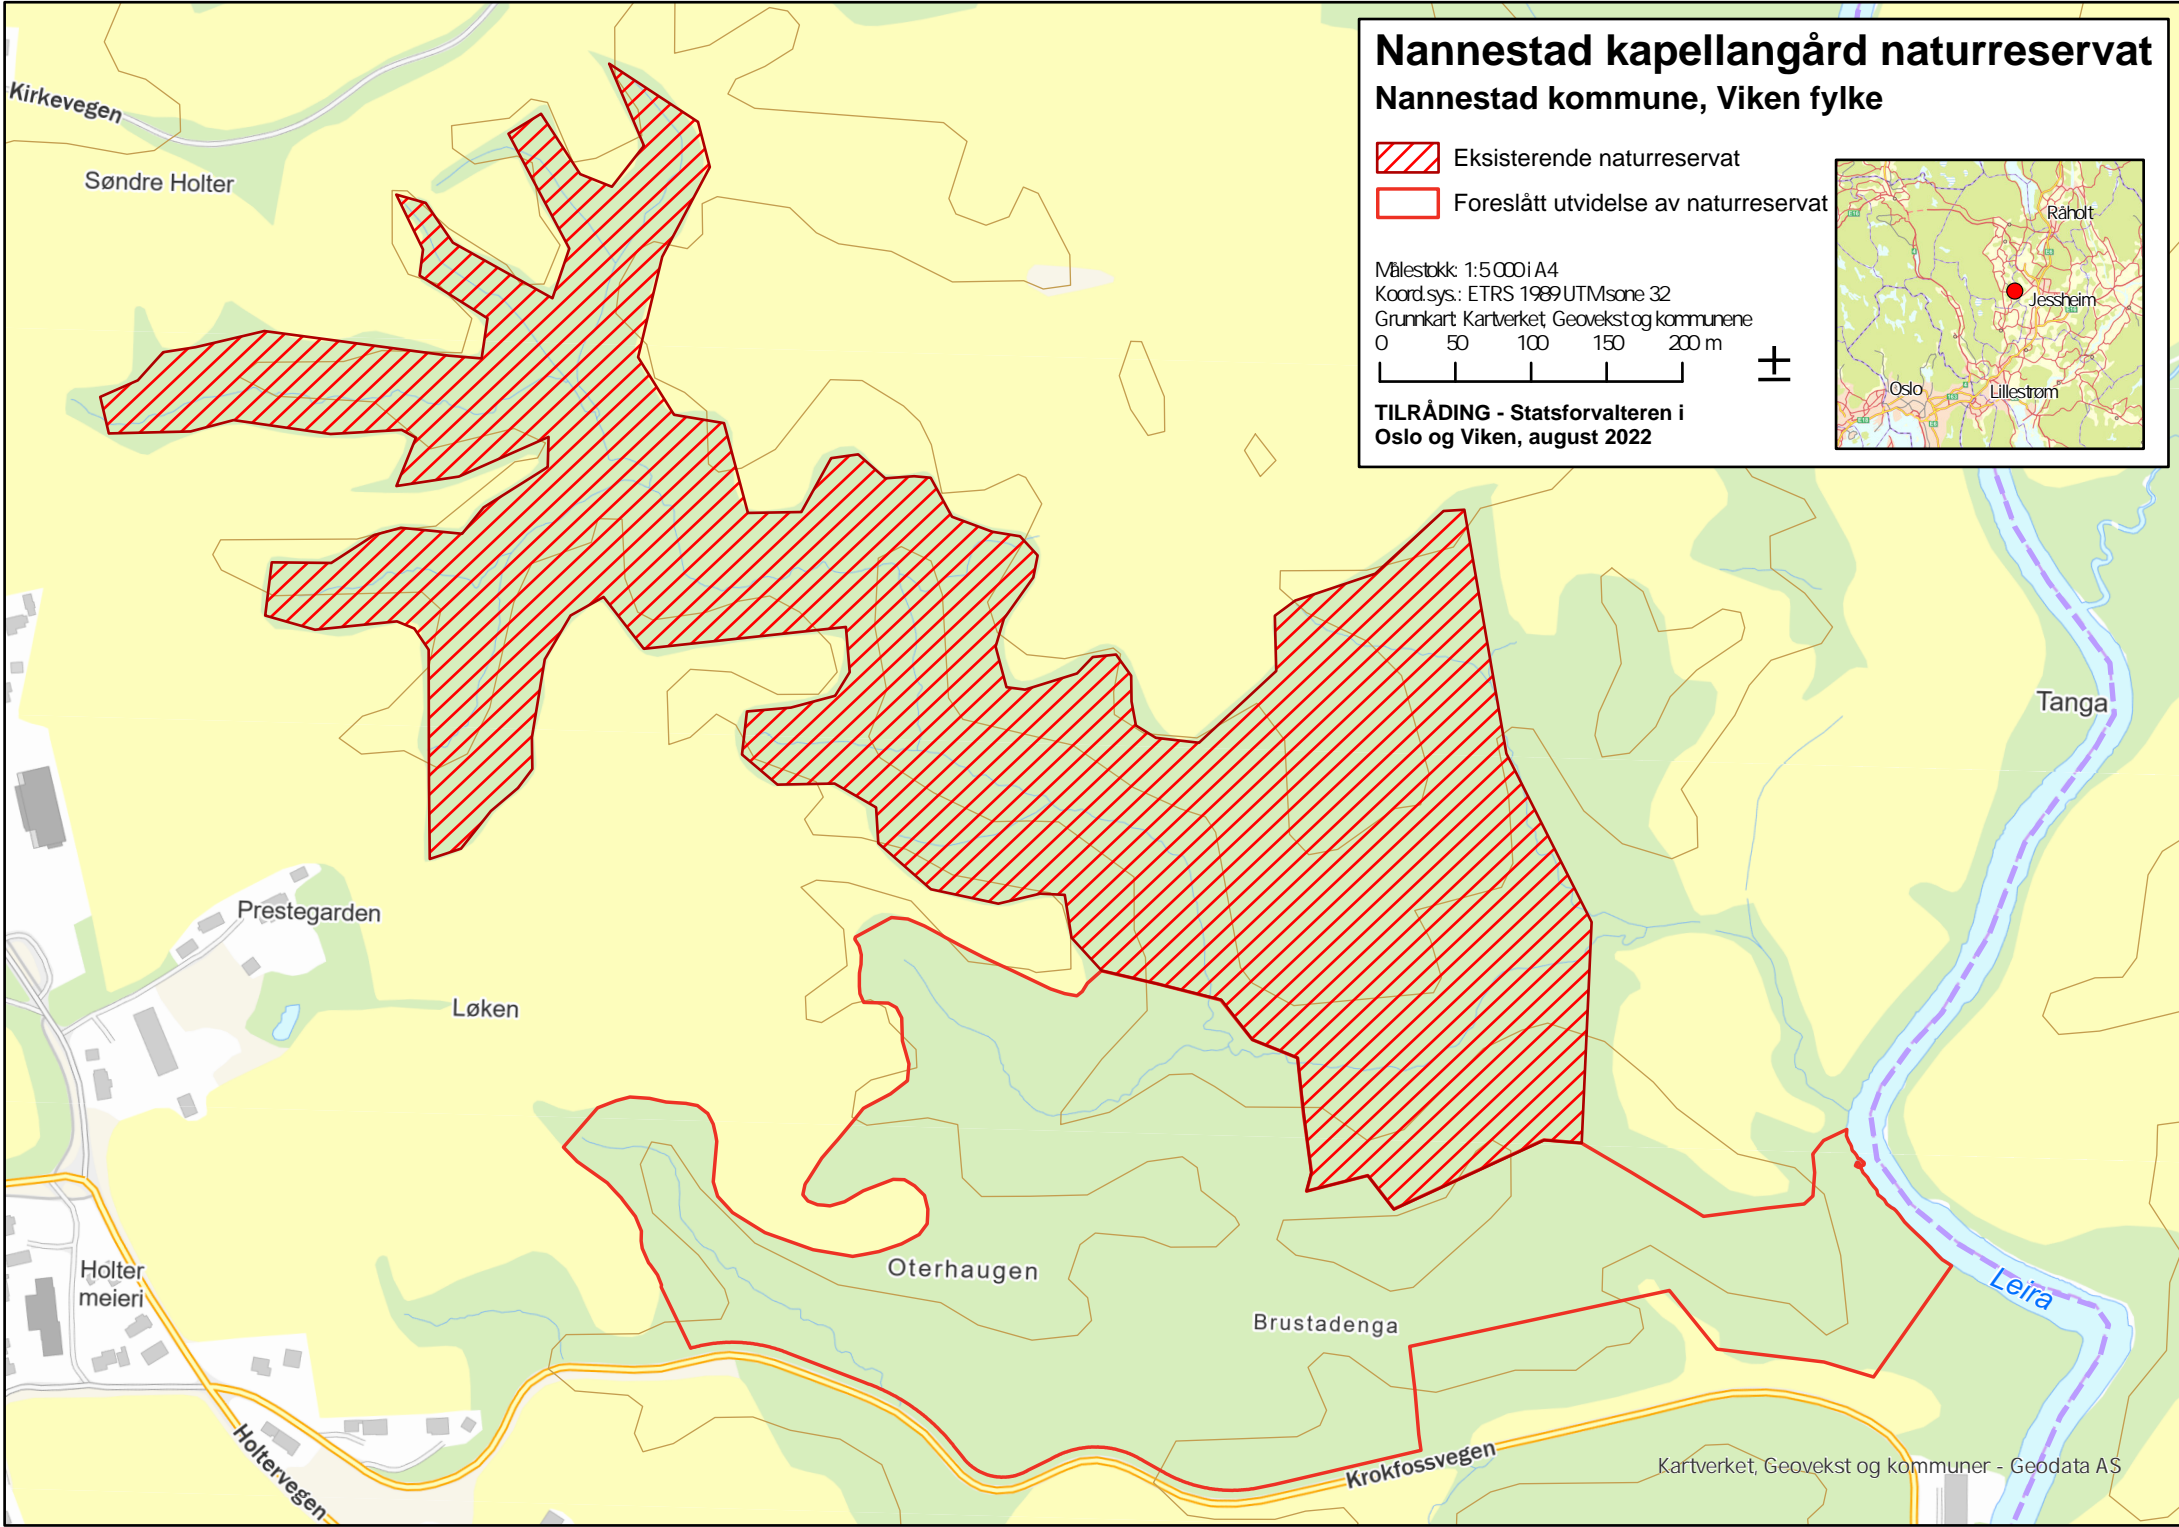 Nannestad kapellangård naturreservat
Nannestad kommune, Viken fylke
Eksisterende naturreservat
Foreslått utvidelse av naturreservat
Målestokk: 1:5 000 i A4
Koord.sys.: ETRS 1989 UTM sone 32
Grunnkart: Kartverket, Geovekst og kommunene
0 50 100 150 200 m
TILRÅDING - Statsforvalteren i
Oslo og Viken, august 2022
Råholt
Jessheim
Oslo
Lillestrøm
Kirkevegen
Søndre Holter
Tanga
Prestegarden
Løken
Oterhaugen
Brustadenga
Leira
Holter
meieri
Holtervegen
Krokfossvegen
Kartverket, Geovekst og kommuner - Geodata AS